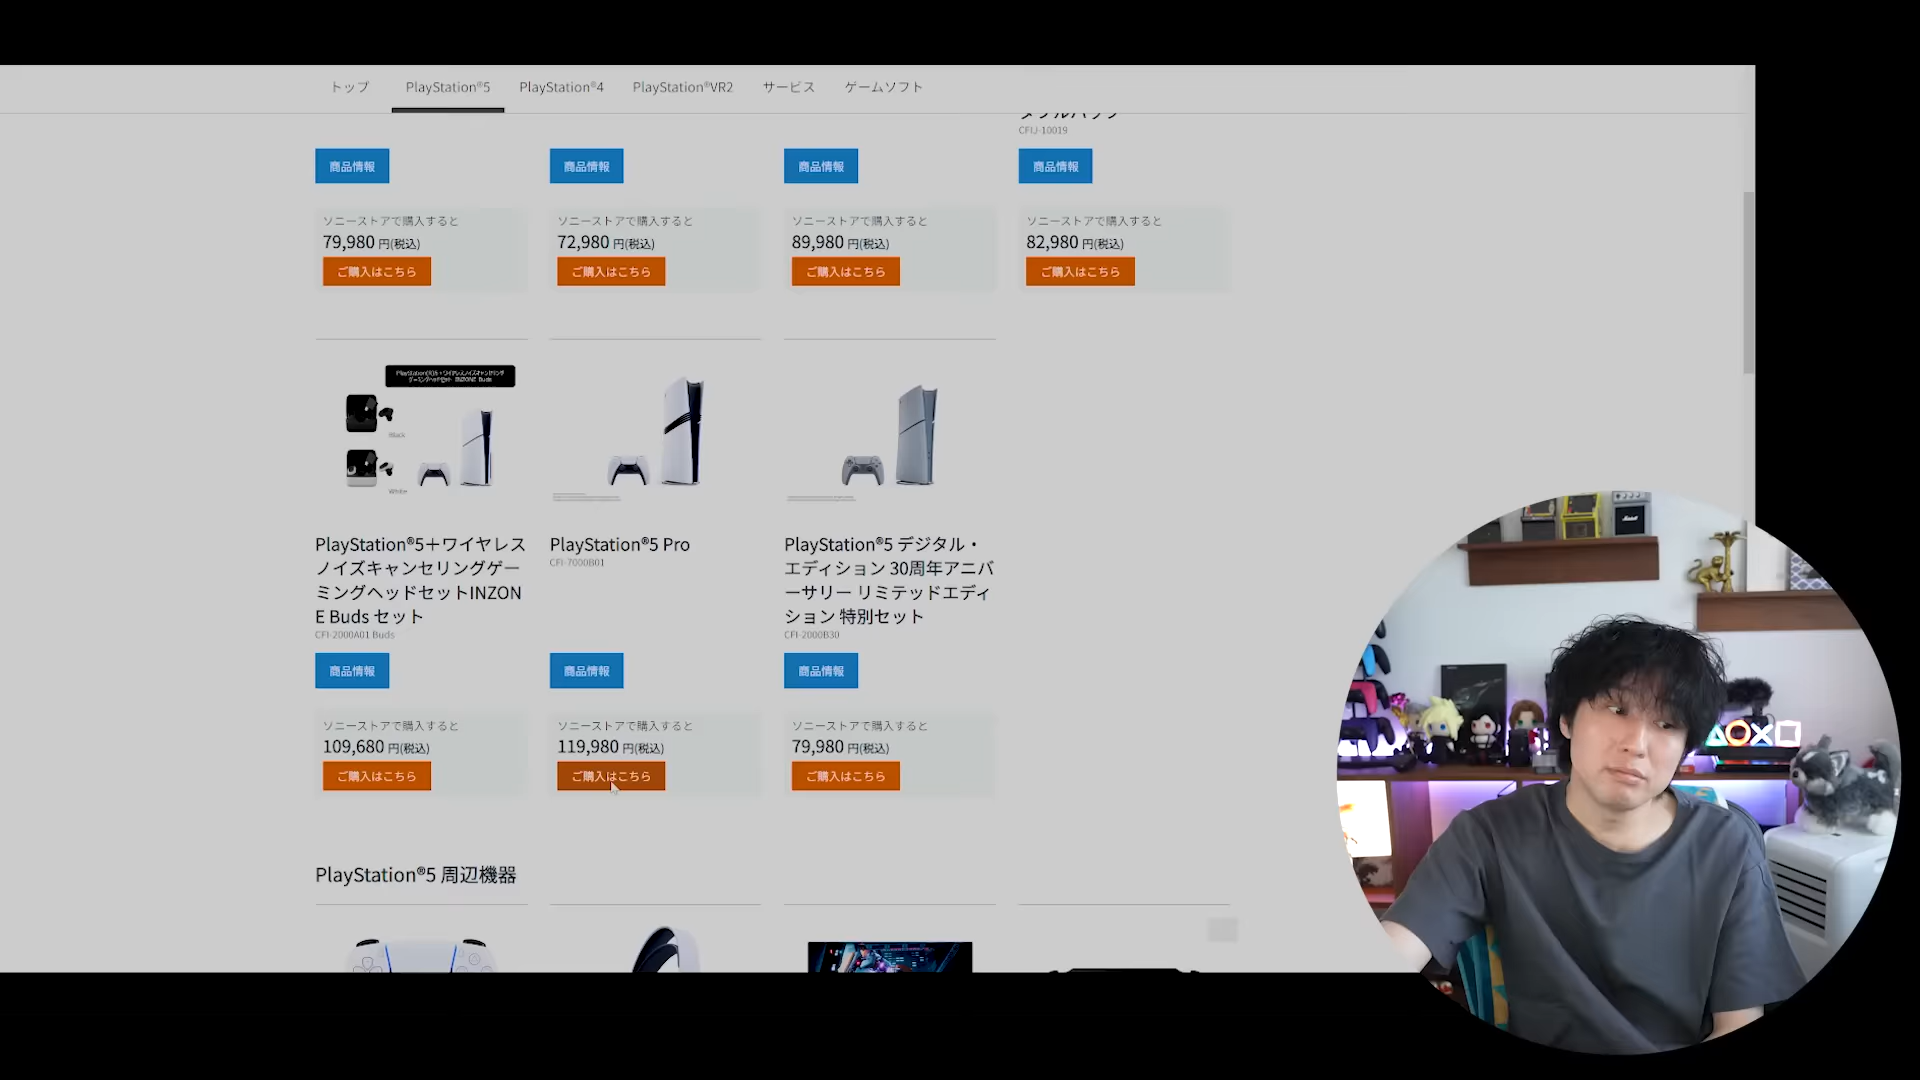 トップ PlayStation®5 PlayStation®4 PlayStation®VR2 サービス ゲームソフト
CFIJ-10019
商品情報 商品情報 商品情報 商品情報
ソニーストアで購入すると ソニーストアで購入すると ソニーストアで購入すると ソニーストアで購入すると
79,980 円(税込) 72,980 円(税込) 89,980 円(税込) 82,980 円(税込)
ご購入はこちら ご購入はこちら ご購入はこちら ご購入はこちら
Black
White
PlayStation®5＋ワイヤレス
ノイズキャンセリングゲー
ミングヘッドセットINZON
E Buds セット
CFI-2000A01 Buds
PlayStation®5 Pro
CFI-7000B01
PlayStation®5 デジタル・
エディション 30周年アニバ
ーサリー リミテッドエディ
ション 特別セット
CFI-2000B30
商品情報 商品情報 商品情報
ソニーストアで購入すると ソニーストアで購入すると ソニーストアで購入すると
109,680 円(税込) 119,980 円(税込) 79,980 円(税込)
ご購入はこちら ご購入はこちら ご購入はこちら
PlayStation®5 周辺機器
Marshall